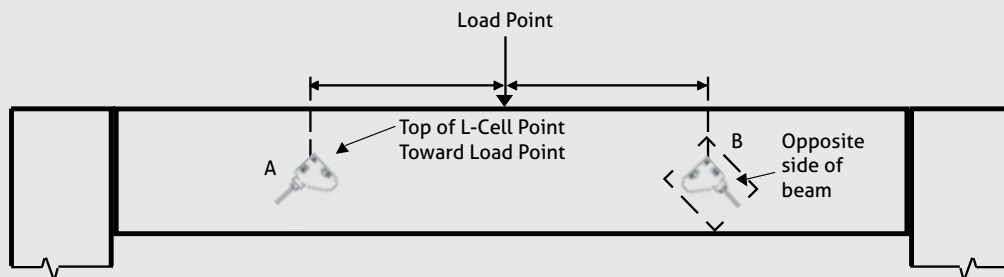 Load Point
Top of L-Cell Point
Toward Load Point
A
B
Opposite
side of
beam